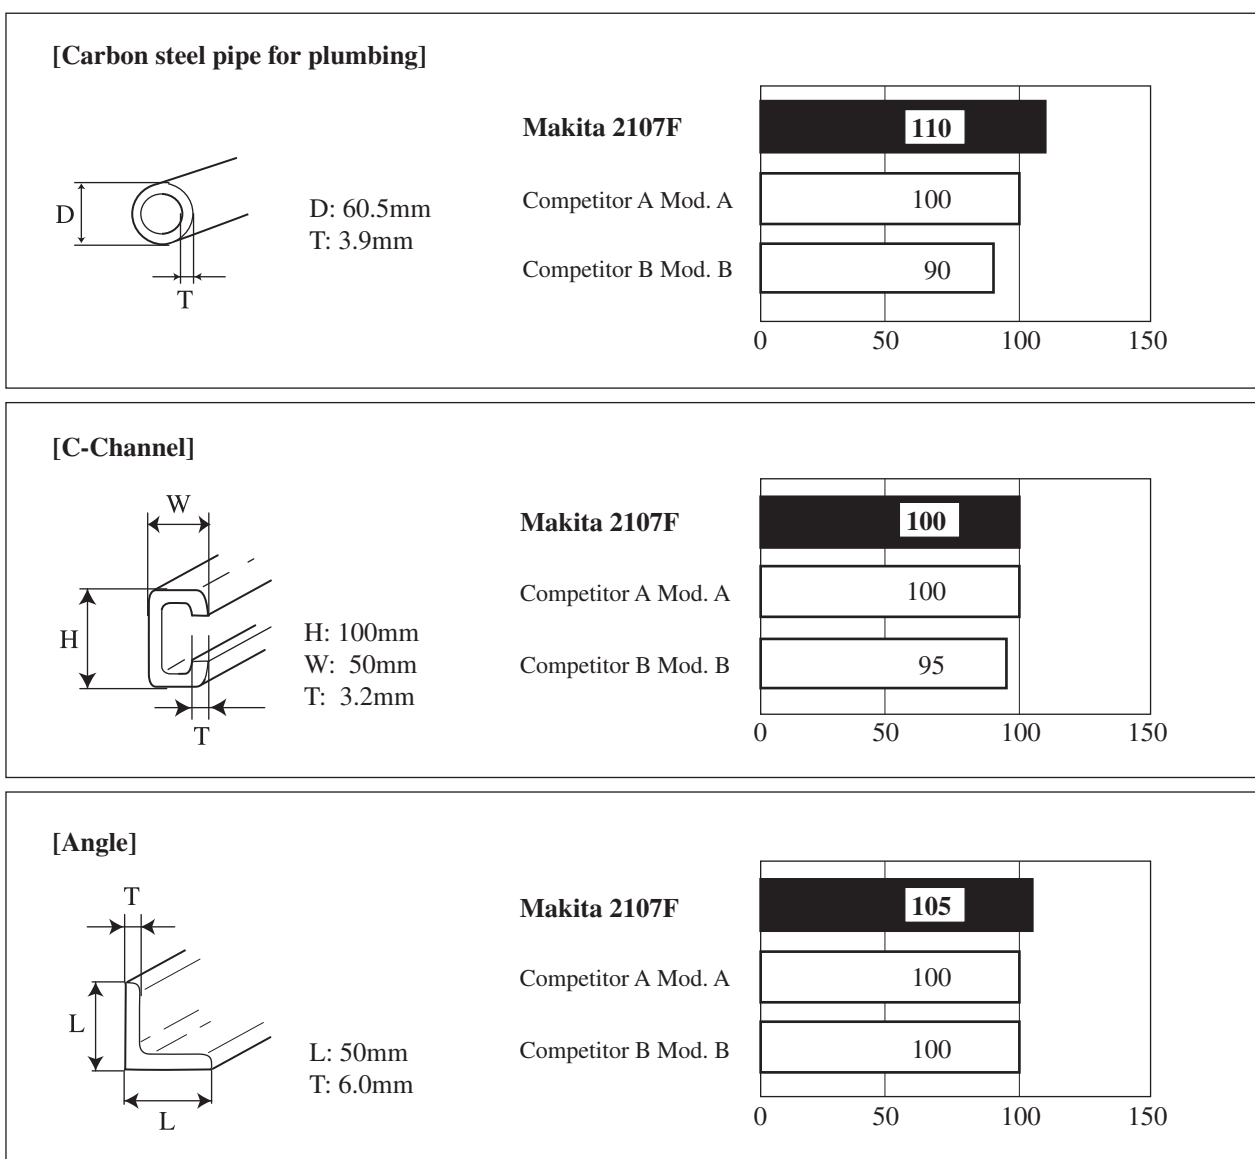 [Carbon steel pipe for plumbing]
D
T
D: 60.5mm
T: 3.9mm
Makita 2107F
110
Competitor A Mod. A
100
Competitor B Mod. B
90
0 50 100 150
[C-Channel]
W
H
T
H: 100mm
W: 50mm
T: 3.2mm
Makita 2107F
100
Competitor A Mod. A
100
Competitor B Mod. B
95
0 50 100 150
[Angle]
T
L
L
L: 50mm
T: 6.0mm
Makita 2107F
105
Competitor A Mod. A
100
Competitor B Mod. B
100
0 50 100 150